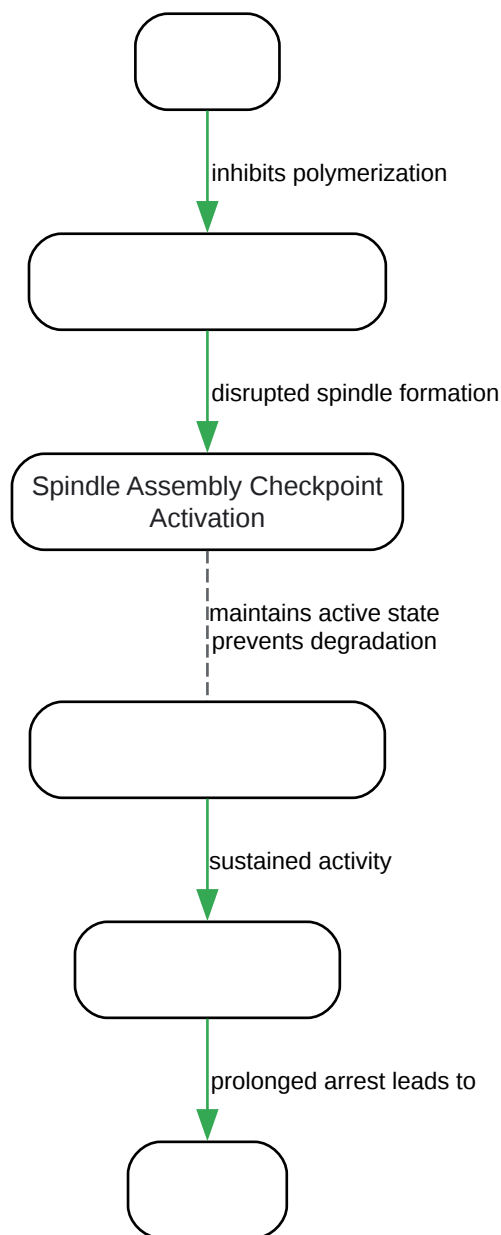 inhibits polymerization
disrupted spindle formation
Spindle Assembly Checkpoint
Activation
maintains active state
prevents degradation
sustained activity
prolonged arrest leads to